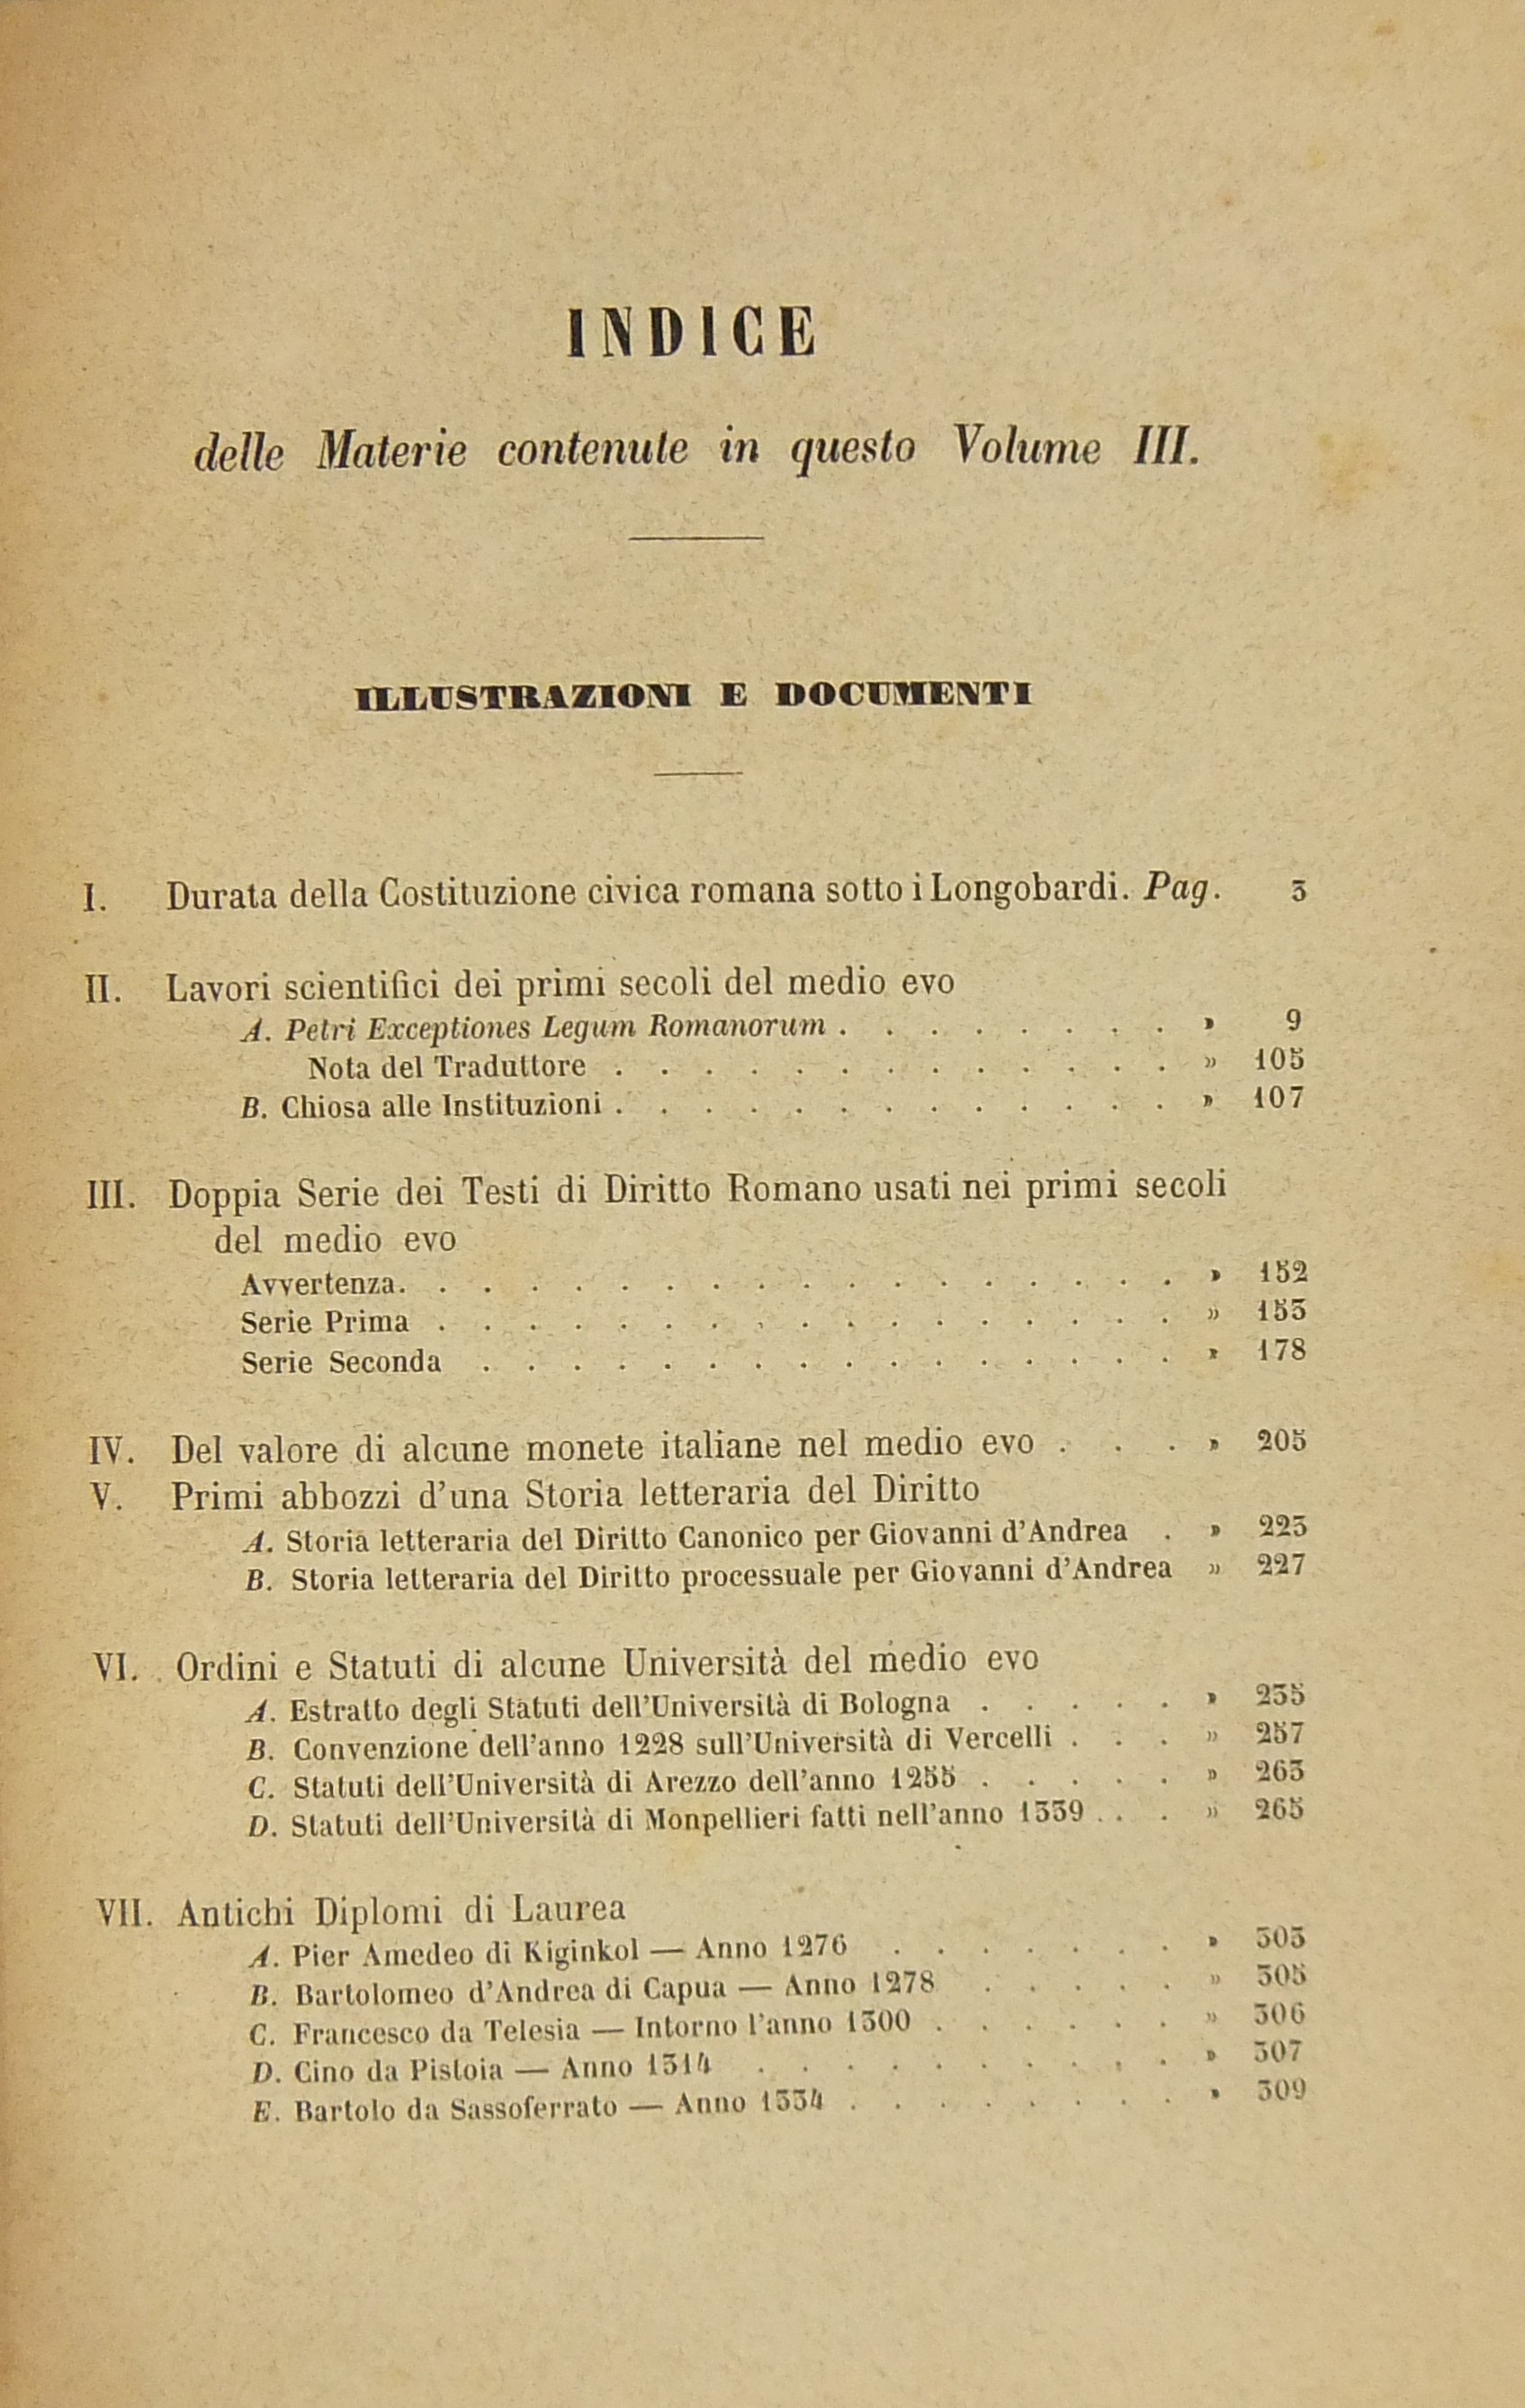 INDICE
delle Materie contenute in questo Volume III.
ILLUSTRAZIONI E DOCUMENTI
I. Durata della Costituzione civica romana sotto i Longobardi. Pag. 3
II. Lavori scientifici dei primi secoli del medio evo
A. Petri Exceptiones Legum Romanorum . . . . . . . . » 9
Nota del Traduttore . . . . . . . . . . . . . » 105
B. Chiosa alle Instituzioni . . . . . . . . . . . . . » 107
III. Doppia Serie dei Testi di Diritto Romano usati nei primi secoli
del medio evo
Avvertenza. . . . . . . . . . . . . . . . . . » 152
Serie Prima . . . . . . . . . . . . . . . . . » 153
Serie Seconda . . . . . . . . . . . . . . . . » 178
IV. Del valore di alcune monete italiane nel medio evo . . . » 205
V. Primi abbozzi d'una Storia letteraria del Diritto
A. Storia letteraria del Diritto Canonico per Giovanni d'Andrea . » 223
B. Storia letteraria del Diritto processuale per Giovanni d'Andrea » 227
VI. Ordini e Statuti di alcune Università del medio evo
A. Estratto degli Statuti dell'Università di Bologna . . . . . » 235
B. Convenzione dell'anno 1228 sull'Università di Vercelli . . . » 257
C. Statuti dell'Università di Arezzo dell'anno 1255 . . . . . » 263
D. Statuti dell'Università di Monpellieri fatti nell'anno 1339 . . . » 265
VII. Antichi Diplomi di Laurea
A. Pier Amedeo di Kiginkol — Anno 1276 . . . . . . . » 303
B. Bartolomeo d'Andrea di Capua — Anno 1278 . . . . . » 305
C. Francesco da Telesia — Intorno l'anno 1300 . . . . . . » 306
D. Cino da Pistoia — Anno 1314 . . . . . . . . . . » 307
E. Bartolo da Sassoferrato — Anno 1334 . . . . . . . . » 309